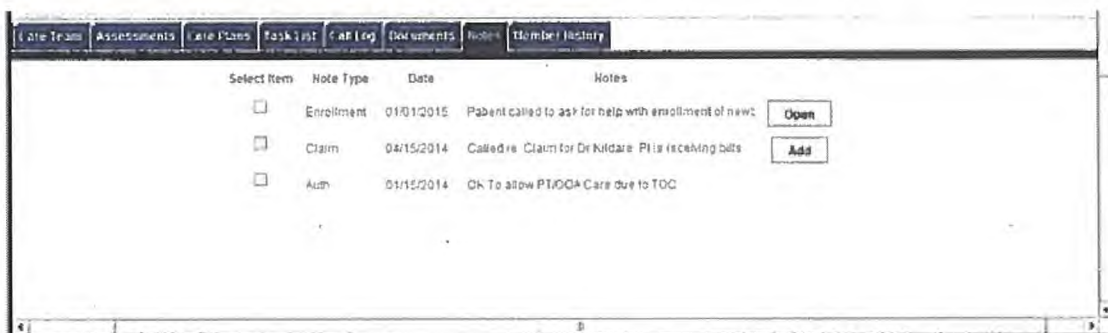 Care Team Assessments Care Plans Task List Call Log Documents Notes Member History
Select Item Note Type Date Notes
Enrollment 01/01/2015 Patient called to ask for help with enrollment of newb Open
Claim 04/15/2014 Called re Claim for Dr Kildare Pt is receiving bills Add
Auth 01/15/2014 OK To allow PT/OOA Care due to TOC